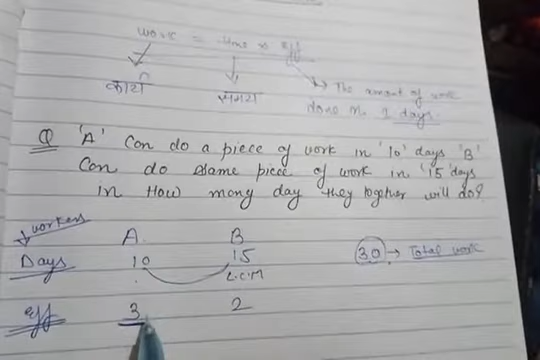 work = time × eff
कार्य समय → The amount of work
done in 1 days
Q 'A' Can do a piece of work in '10' days 'B'
Can do same piece of work in '15' days
in How many day they together will do?
workers
A B
Days 10 15 30 → Total work
L.C.M
eff 3 2